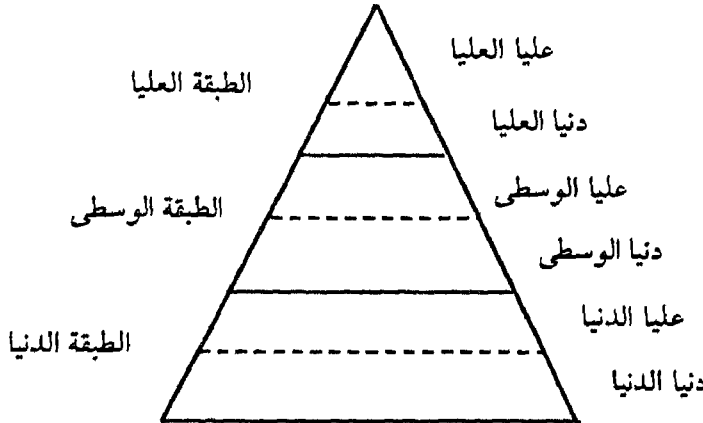 عليا العليا
الطبقة العليا
دنيا العليا
عليا الوسطى
الطبقة الوسطى
دنيا الوسطى
عليا الدنيا
الطبقة الدنيا
دنيا الدنيا